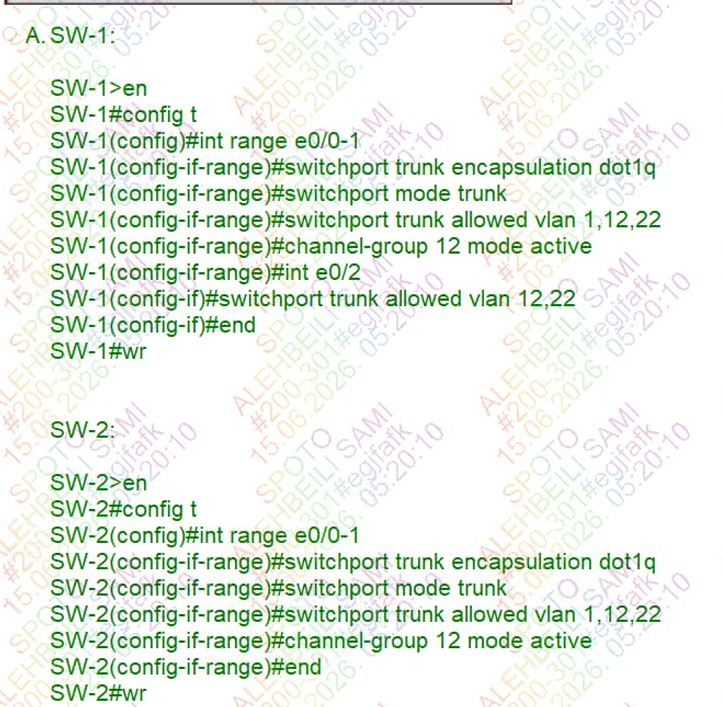 A. SW-1:
SW-1>en
SW-1#config t
SW-1(config)#int range e0/0-1
SW-1(config-if-range)#switchport trunk encapsulation dot1q
SW-1(config-if-range)#switchport mode trunk
SW-1(config-if-range)#switchport trunk allowed vlan 1,12,22
SW-1(config-if-range)#channel-group 12 mode active
SW-1(config-if-range)#int e0/2
SW-1(config-if)#switchport trunk allowed vlan 12,22
SW-1(config-if)#end
SW-1#wr
SW-2:
SW-2>en
SW-2#config t
SW-2(config)#int range e0/0-1
SW-2(config-if-range)#switchport trunk encapsulation dot1q
SW-2(config-if-range)#switchport mode trunk
SW-2(config-if-range)#switchport trunk allowed vlan 1,12,22
SW-2(config-if-range)#channel-group 12 mode active
SW-2(config-if-range)#end
SW-2#wr